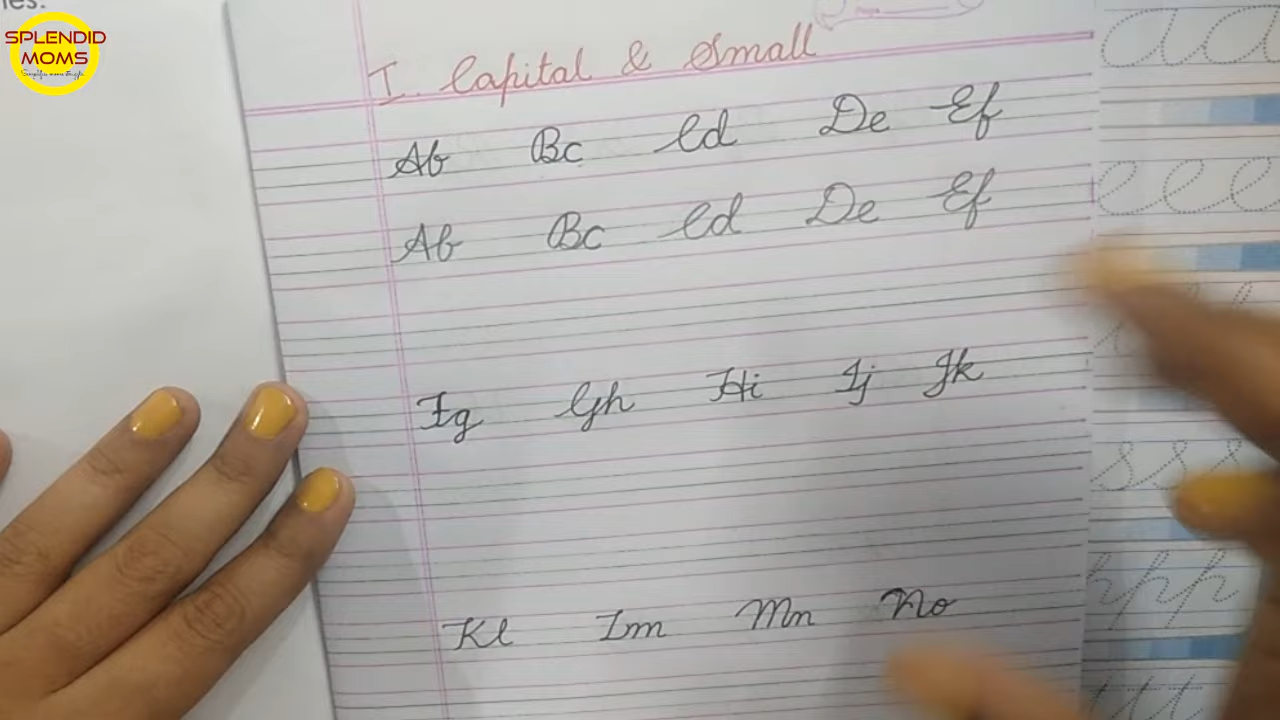 SPLENDID
MOMS
I. Capital & Small
Ab Bc Cd De Ef
Ab Bc Cd De Ef
Fg Gh Hi Ij Jk
Kl Lm Mn No
a a
e e e
s s s
p p p
t t t